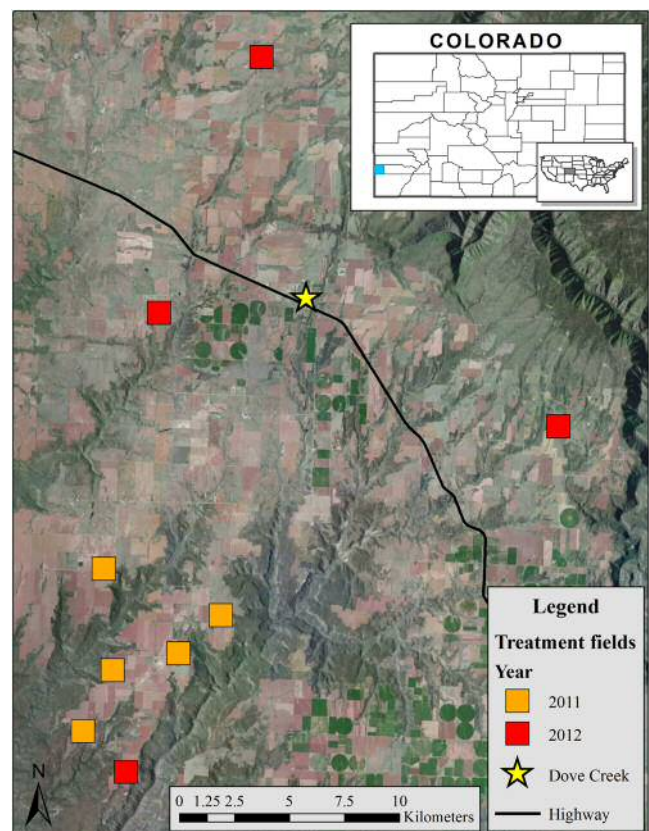 COLORADO
Legend
Treatment fields
Year
2011
2012
Dove Creek
Highway
N
0 1.25 2.5 5 7.5 10
Kilometers